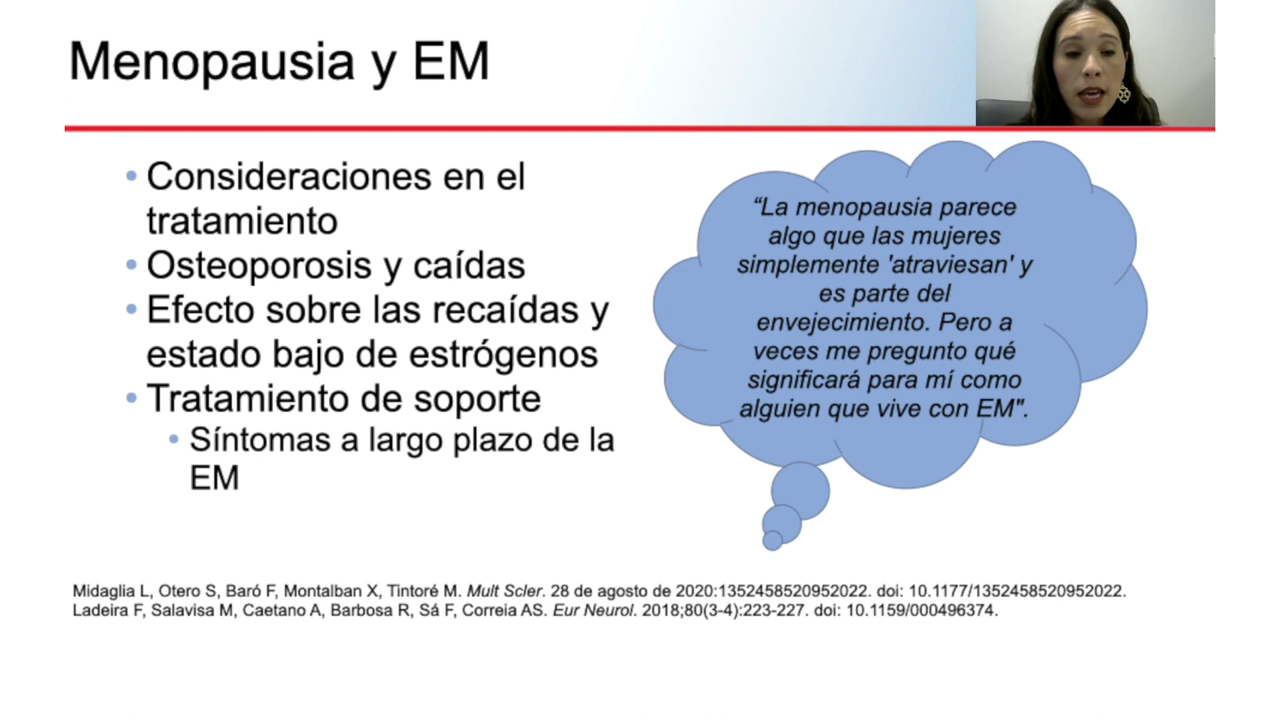 Menopausia y EM
• Consideraciones en el
tratamiento
• Osteoporosis y caídas
• Efecto sobre las recaídas y
estado bajo de estrógenos
• Tratamiento de soporte
• Síntomas a largo plazo de la
EM
“La menopausia parece
algo que las mujeres
simplemente 'atraviesan' y
es parte del
envejecimiento. Pero a
veces me pregunto qué
significará para mí como
alguien que vive con EM".
Midaglia L, Otero S, Baró F, Montalban X, Tintoré M. Mult Scler. 28 de agosto de 2020:1352458520952022. doi: 10.1177/1352458520952022.
Ladeira F, Salavisa M, Caetano A, Barbosa R, Sá F, Correia AS. Eur Neurol. 2018;80(3-4):223-227. doi: 10.1159/000496374.